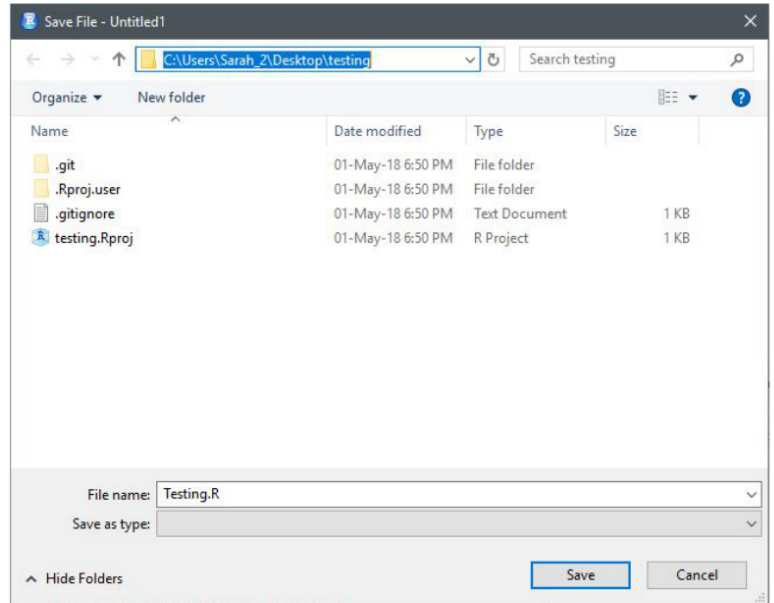 Save File - Untitled1
C:\Users\Sarah_2\Desktop\testing
Search testing
Organize
New folder
?
Name Date modified Type Size
.git 01-May-18 6:50 PM File folder
.Rproj.user 01-May-18 6:50 PM File folder
.gitignore 01-May-18 6:50 PM Text Document 1 KB
testing.Rproj 01-May-18 6:50 PM R Project 1 KB
File name: Testing.R
Save as type:
Hide Folders
Save
Cancel